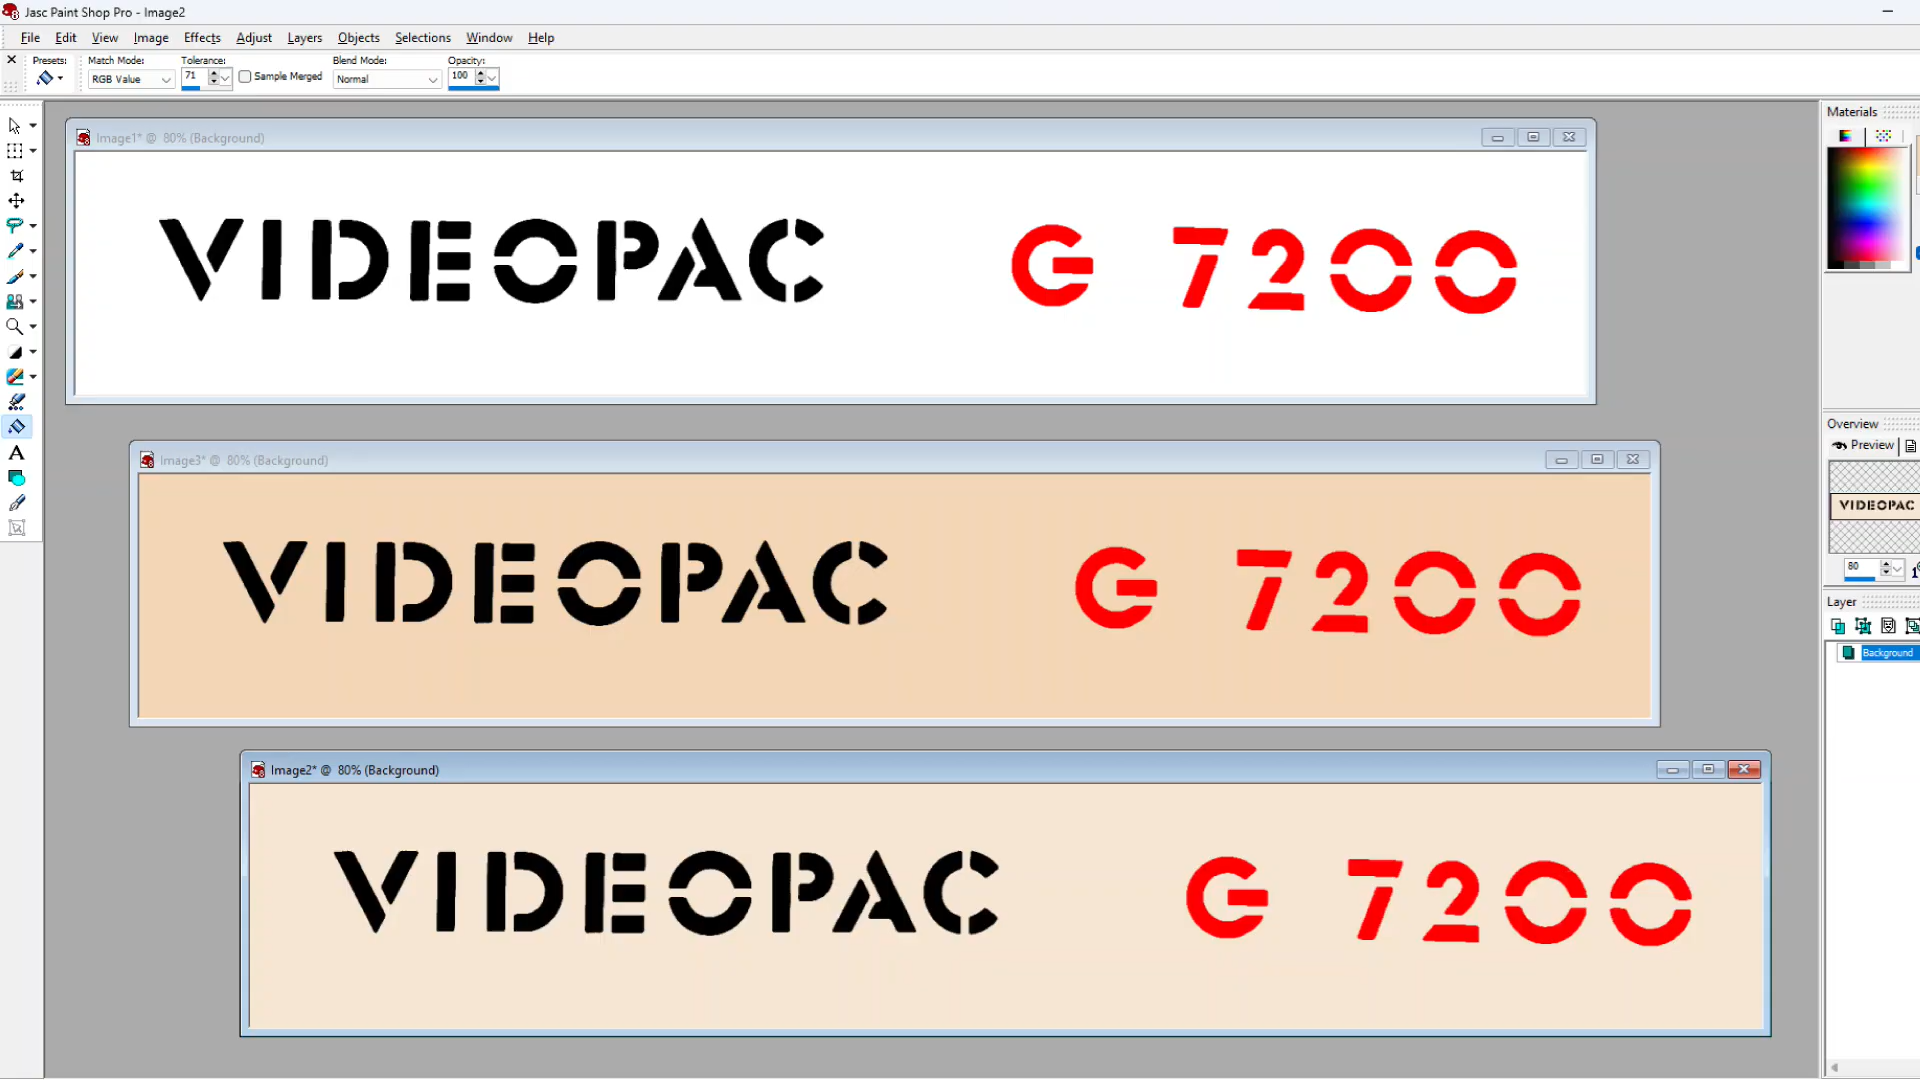 Jasc Paint Shop Pro - Image2
File Edit View Image Effects Adjust Layers Objects Selections Window Help
Presets: Match Mode: Tolerance: Blend Mode: Opacity:
RGB Value 71 Sample Merged Normal 100
Materials
Image1* @ 80% (Background)
VIDEOPAC G 7200
Overview
Preview
Image3* @ 80% (Background)
VIDEOPAC
VIDEOPAC G 7200
80
Layer
Background
Image2* @ 80% (Background)
VIDEOPAC G 7200